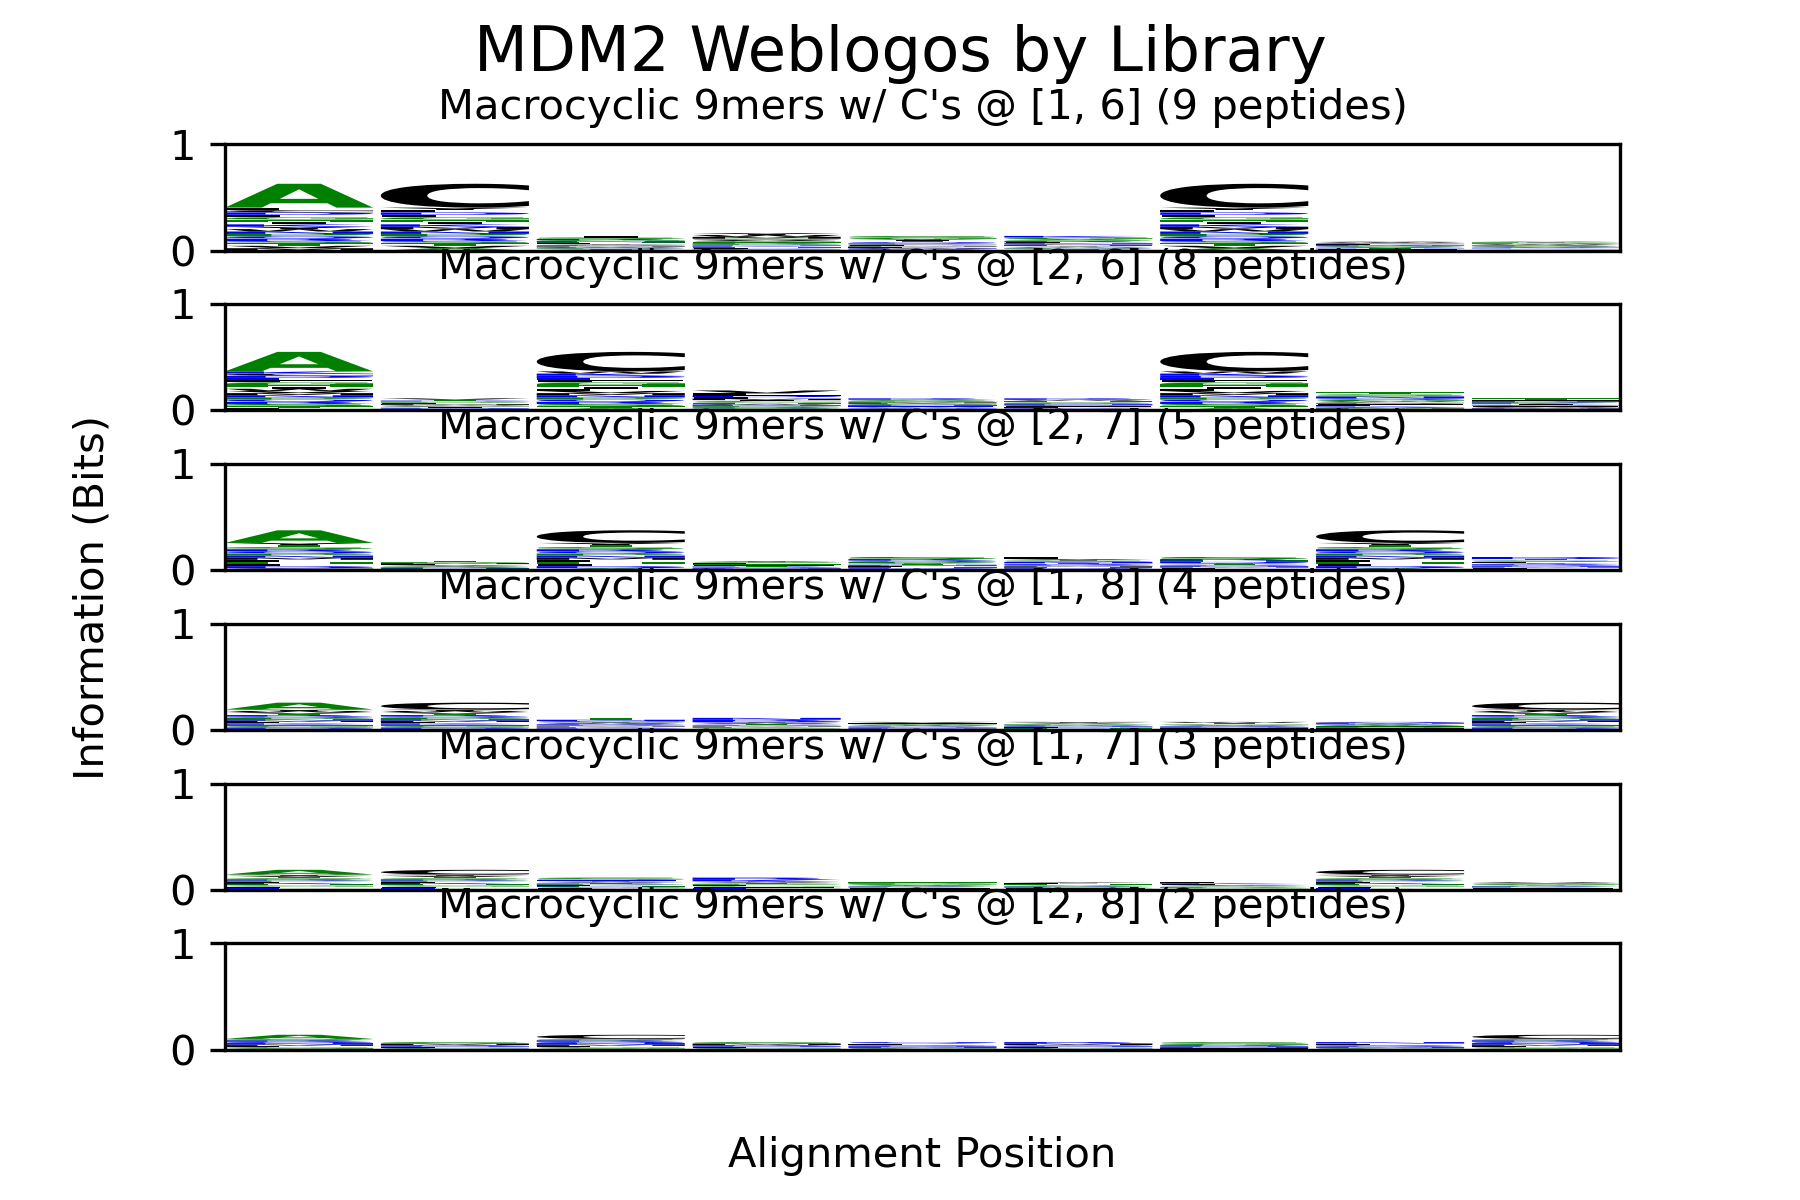 MDM2 Weblogos by Library
Macrocyclic 9mers w/ C's @ [1, 6] (9 peptides)
1
A C C
0
Macrocyclic 9mers w/ C's @ [2, 6] (8 peptides)
1
A C C
0
Macrocyclic 9mers w/ C's @ [2, 7] (5 peptides)
1
A C C
0
Macrocyclic 9mers w/ C's @ [1, 8] (4 peptides)
1
A C C
0
Macrocyclic 9mers w/ C's @ [1, 7] (3 peptides)
1
A C C
0
Macrocyclic 9mers w/ C's @ [2, 8] (2 peptides)
1
A C C
0
Information (Bits)
Alignment Position